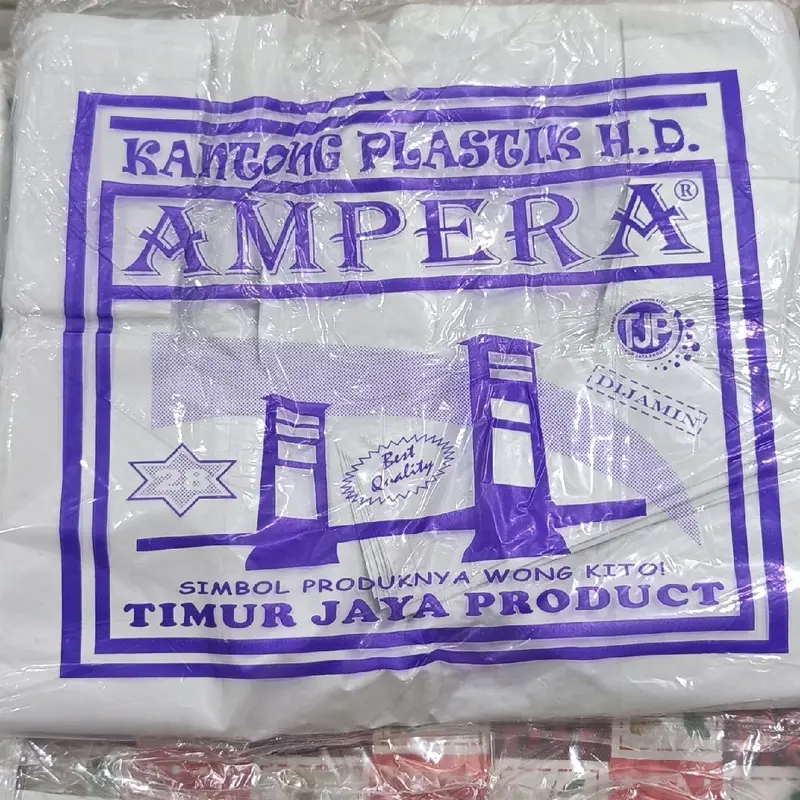 KANTONG PLASTIK H.D.
AMPERA®
TJP
DIJAMIN
28
Best
Quality
SIMBOL PRODUKNYA WONG KITO!
TIMUR JAYA PRODUCT